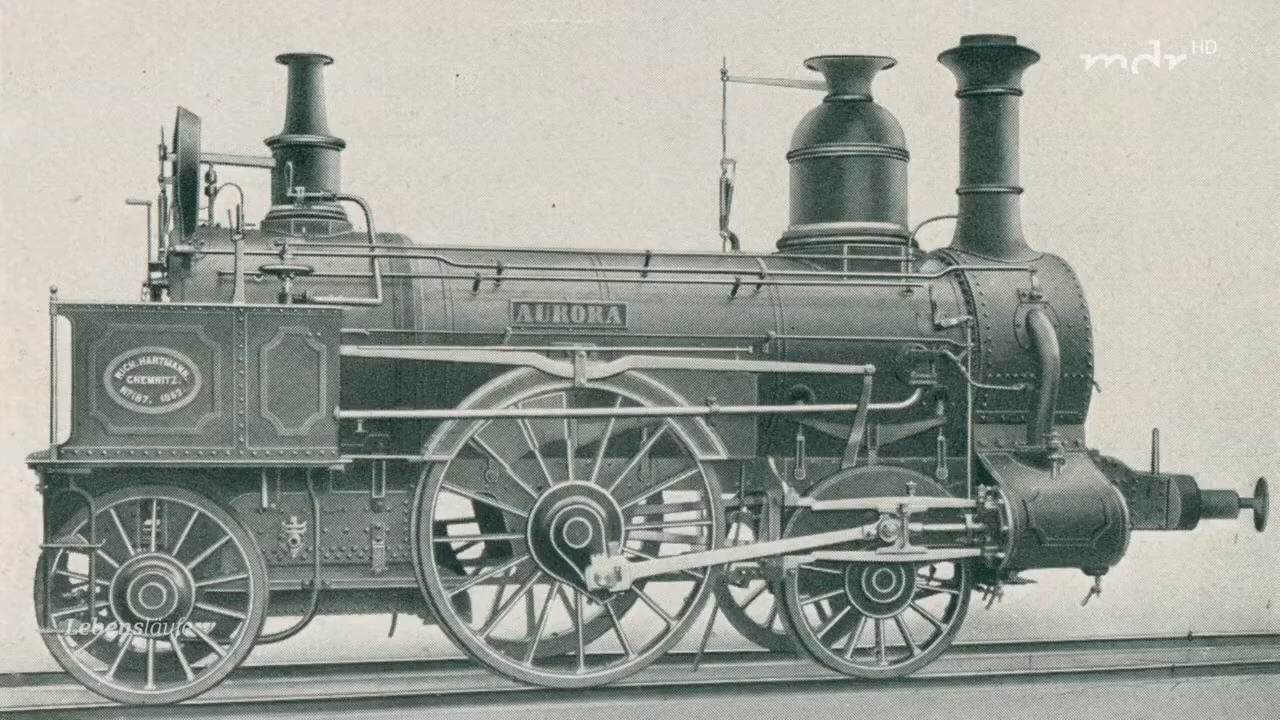 mdr HD
AURORA
RICH. HARTMANN
CHEMNITZ.
Lebensläufe